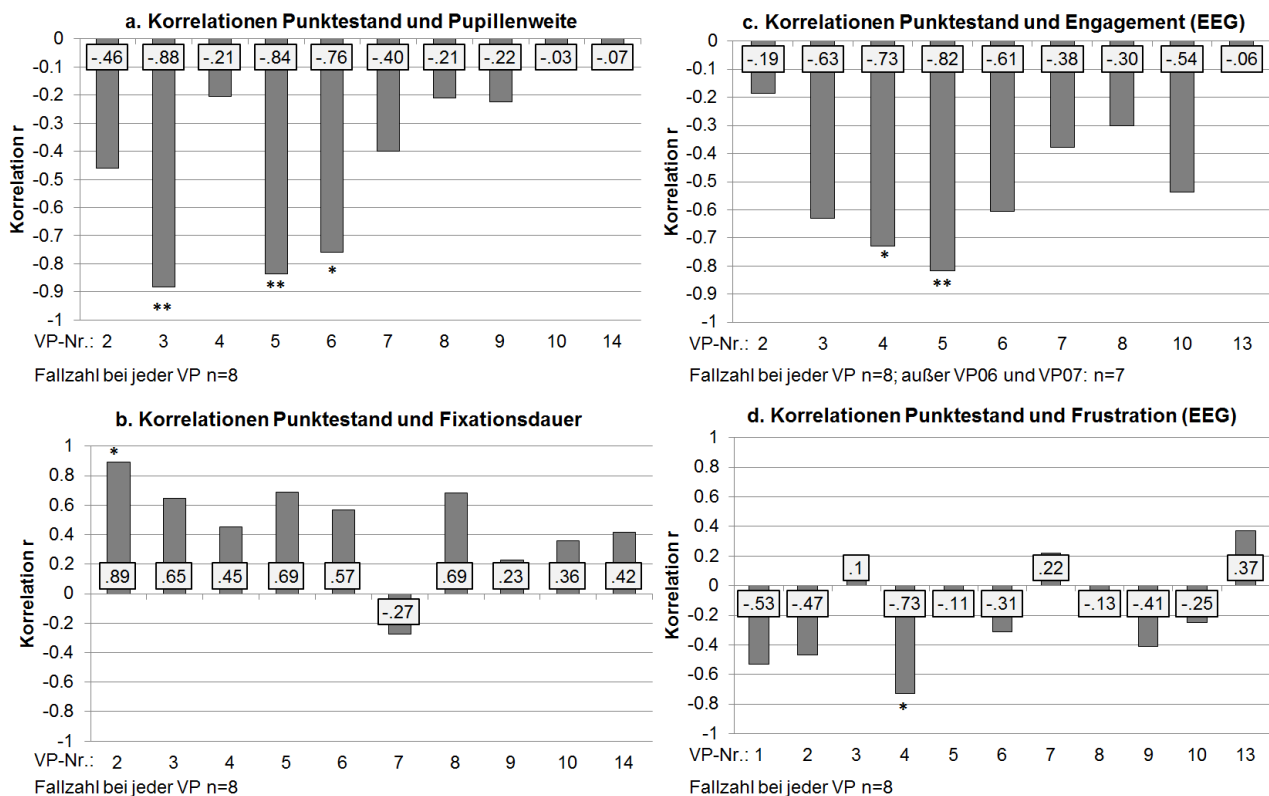 a. Korrelationen Punktestand und Pupillenweite
Korrelation r
0
-0.1
-0.2
-0.3
-0.4
-0.5
-0.6
-0.7
-0.8
-0.9
-1
-.46 -.88 -.21 -.84 -.76 -.40 -.21 -.22 -.03 -.07
** ** *
VP-Nr.: 2 3 4 5 6 7 8 9 10 14
Fallzahl bei jeder VP n=8
b. Korrelationen Punktestand und Fixationsdauer
Korrelation r
1
0.8
0.6
0.4
0.2
0
-0.2
-0.4
-0.6
-0.8
-1
*
.89 .65 .45 .69 .57 -.27 .69 .23 .36 .42
VP-Nr.: 2 3 4 5 6 7 8 9 10 14
Fallzahl bei jeder VP n=8
c. Korrelationen Punktestand und Engagement (EEG)
Korrelation r
0
-0.1
-0.2
-0.3
-0.4
-0.5
-0.6
-0.7
-0.8
-0.9
-1
-.19 -.63 -.73 -.82 -.61 -.38 -.30 -.54 -.06
* **
VP-Nr.: 2 3 4 5 6 7 8 10 13
Fallzahl bei jeder VP n=8; außer VP06 und VP07: n=7
d. Korrelationen Punktestand und Frustration (EEG)
Korrelation r
1
0.8
0.6
0.4
0.2
0
-0.2
-0.4
-0.6
-0.8
-1
-.53 -.47 .1 -.73 -.11 -.31 .22 -.13 -.41 -.25 .37
*
VP-Nr.: 1 2 3 4 5 6 7 8 9 10 13
Fallzahl bei jeder VP n=8